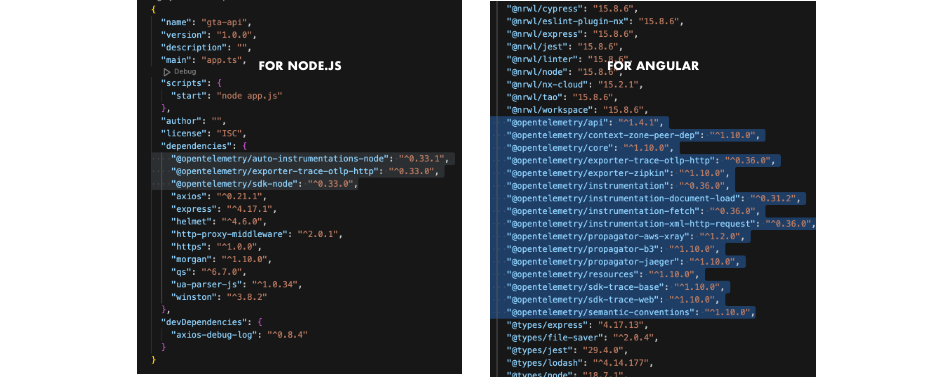 {
"name": "gta-api",
"version": "1.0.0",
"description": "",
"main": "app.ts",
Debug
FOR NODE.JS
"scripts": {
"start": "node app.js"
},
"author": "",
"license": "ISC",
"dependencies": {
"@opentelemetry/auto-instrumentations-node": "^0.33.1",
"@opentelemetry/exporter-trace-otlp-http": "^0.33.0",
"@opentelemetry/sdk-node": "^0.33.0",
"axios": "^0.21.1",
"express": "^4.17.1",
"helmet": "^4.6.0",
"http-proxy-middleware": "^2.0.1",
"https": "^1.0.0",
"morgan": "^1.10.0",
"qs": "^6.7.0",
"ua-parser-js": "^1.0.34",
"winston": "^3.8.2"
},
"devDependencies": {
"axios-debug-log": "^0.8.4"
}
}
"@nrwl/cypress": "15.8.6",
"@nrwl/eslint-plugin-nx": "15.8.6",
"@nrwl/express": "15.8.6",
"@nrwl/jest": "15.8.6",
"@nrwl/linter": "15.8.6",
FOR ANGULAR
"@nrwl/node": "15.8.6",
"@nrwl/nx-cloud": "15.2.1",
"@nrwl/tao": "15.8.6",
"@nrwl/workspace": "15.8.6",
"@opentelemetry/api": "^1.4.1",
"@opentelemetry/context-zone-peer-dep": "^1.10.0",
"@opentelemetry/core": "^1.10.0",
"@opentelemetry/exporter-trace-otlp-http": "^0.36.0",
"@opentelemetry/exporter-zipkin": "^1.10.0",
"@opentelemetry/instrumentation": "^0.36.0",
"@opentelemetry/instrumentation-document-load": "^0.31.2",
"@opentelemetry/instrumentation-fetch": "^0.36.0",
"@opentelemetry/instrumentation-xml-http-request": "^0.36.0",
"@opentelemetry/propagator-aws-xray": "^1.2.0",
"@opentelemetry/propagator-b3": "^1.10.0",
"@opentelemetry/propagator-jaeger": "^1.10.0",
"@opentelemetry/resources": "^1.10.0",
"@opentelemetry/sdk-trace-base": "^1.10.0",
"@opentelemetry/sdk-trace-web": "^1.10.0",
"@opentelemetry/semantic-conventions": "^1.10.0",
"@types/express": "4.17.13",
"@types/file-saver": "^2.0.4",
"@types/jest": "29.4.0",
"@types/lodash": "^4.14.177",
"@types/node": "18.7.1",